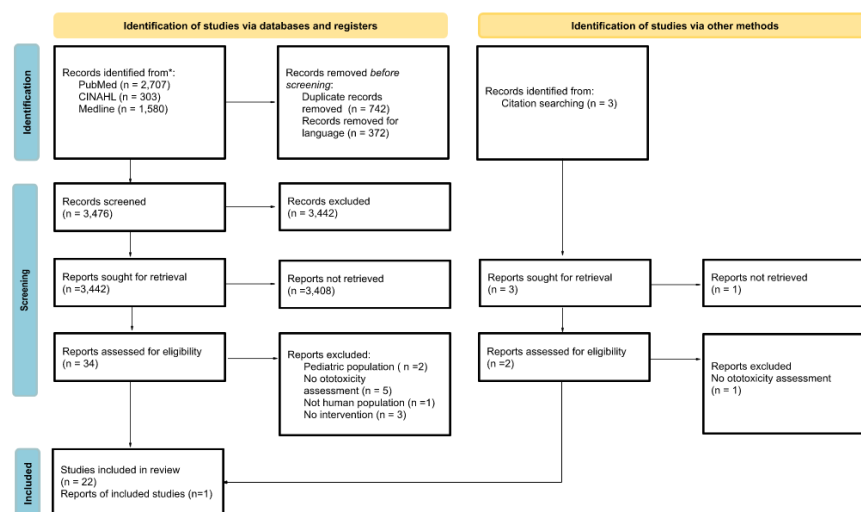 Identification of studies via databases and registers
Identification of studies via other methods
Identification
Records identified from*:
PubMed (n = 2,707)
CINAHL (n = 303)
Medline (n = 1,580)
Records removed before
screening:
Duplicate records
removed (n = 742)
Records removed for
language (n = 372)
Records identified from:
Citation searching (n = 3)
Screening
Records screened
(n = 3,476)
Records excluded
(n = 3,442)
Reports sought for retrieval
(n =3,442)
Reports not retrieved
(n =3,408)
Reports sought for retrieval
(n = 3)
Reports not retrieved
(n = 1)
Reports assessed for eligibility
(n = 34)
Reports excluded:
Pediatric population ( n =2)
No ototoxicity
assessment (n = 5)
Not human population (n =1)
No intervention (n = 3)
Reports assessed for eligibility
(n =2)
Reports excluded
No ototoxicity assessment
(n = 1)
Included
Studies included in review
(n = 22)
Reports of included studies (n=1)